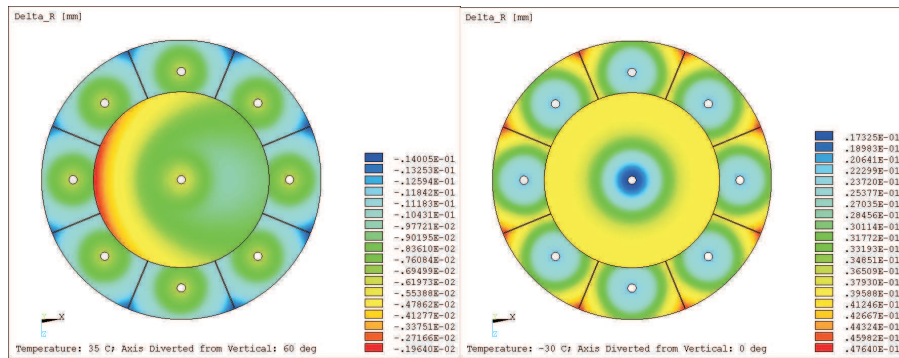 Delta_R [mm]
-.14005E-01
-.13253E-01
-.12594E-01
-.11842E-01
-.11183E-01
-.10431E-01
-.97721E-02
-.90195E-02
-.83610E-02
-.76084E-02
-.69499E-02
-.61973E-02
-.55388E-02
-.47862E-02
-.41277E-02
-.33751E-02
-.27166E-02
-.19640E-02
X
Z
Temperature: 35 C; Axis Diverted from Vertical: 60 deg
Delta_R [mm]
.17325E-01
.18983E-01
.20641E-01
.22299E-01
.23720E-01
.25377E-01
.27035E-01
.28456E-01
.30114E-01
.31772E-01
.33193E-01
.34851E-01
.36509E-01
.37930E-01
.39588E-01
.41246E-01
.42667E-01
.44324E-01
.45982E-01
.47640E-01
X
Z
Temperature: -30 C; Axis Diverted from Vertical: 0 deg